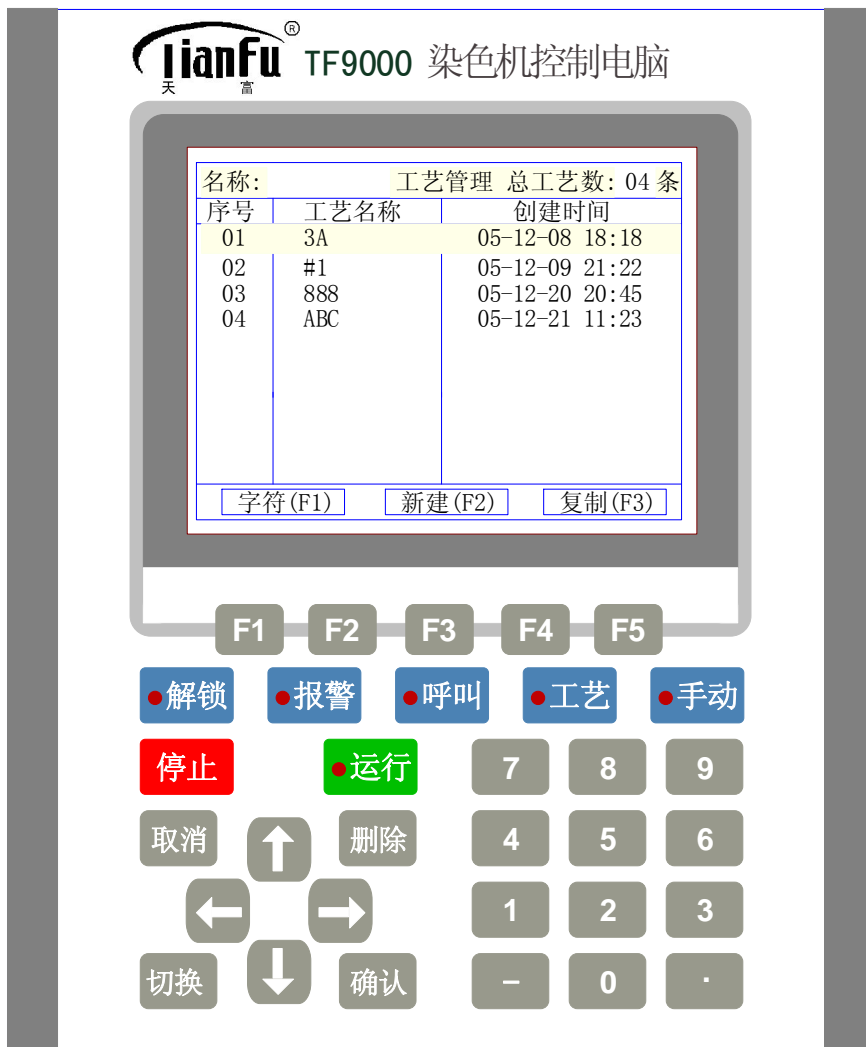 TianFu® TF9000 染色机控制电脑
天 富
名称: 工艺管理 总工艺数: 04 条
序号 工艺名称 创建时间
01 3A 05-12-08 18:18
02 #1 05-12-09 21:22
03 888 05-12-20 20:45
04 ABC 05-12-21 11:23
字符(F1) 新建(F2) 复制(F3)
F1 F2 F3 F4 F5
解锁 报警 呼叫 工艺 手动
停止 运行 7 8 9
取消 删除 4 5 6
1 2 3
切换 确认 - 0 .